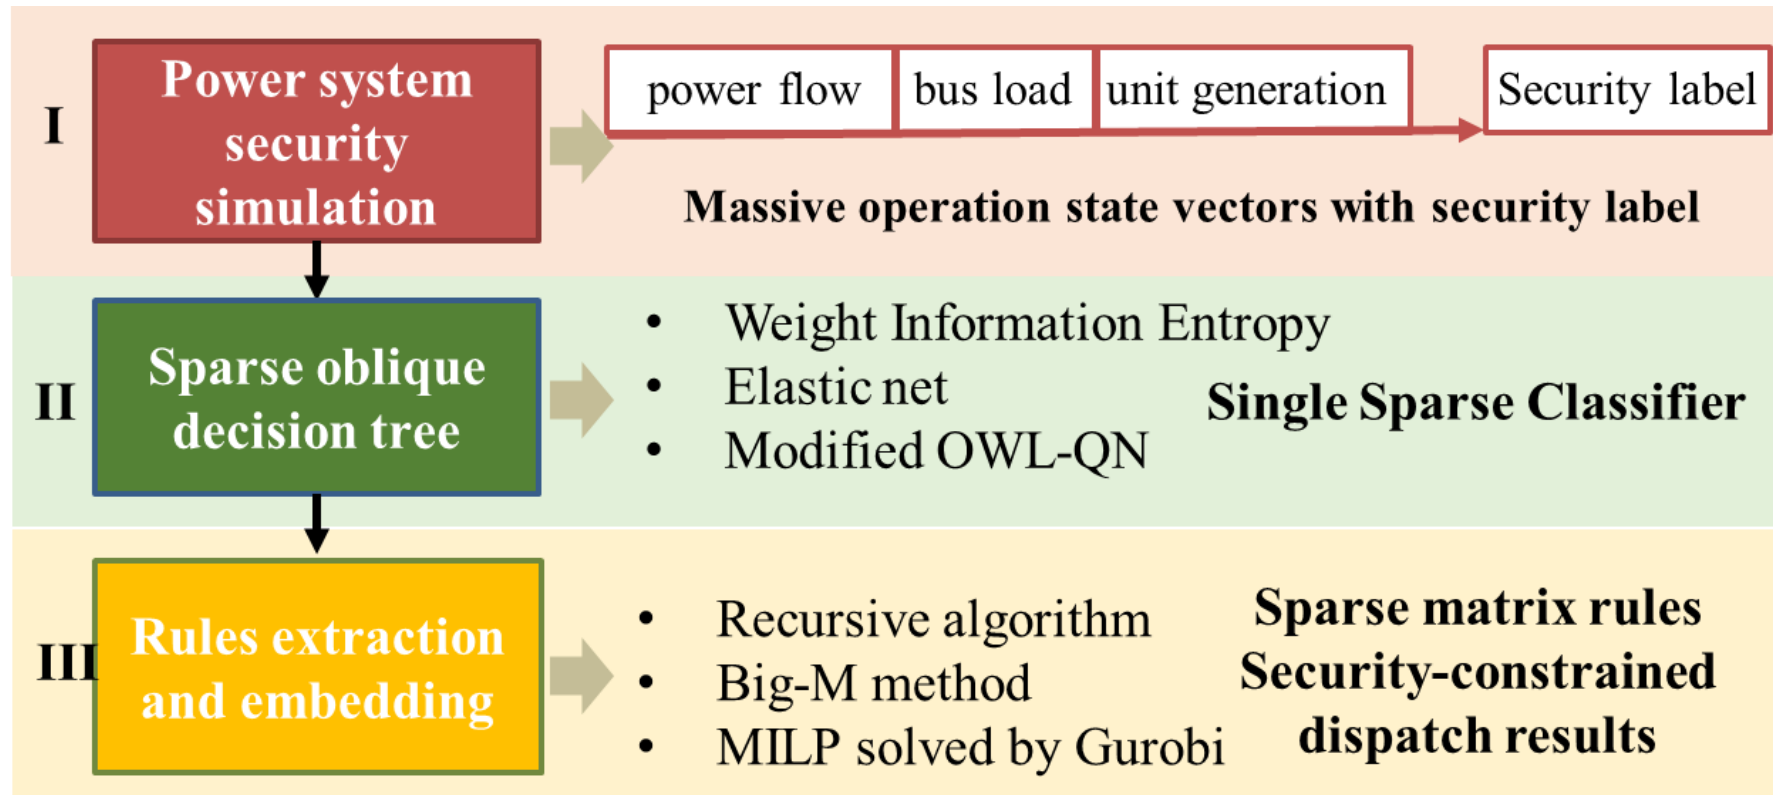 I
Power system
security
simulation
power flow
bus load
unit generation
Security label
Massive operation state vectors with security label
II
Sparse oblique
decision tree
• Weight Information Entropy
• Elastic net
• Modified OWL-QN
Single Sparse Classifier
III
Rules extraction
and embedding
• Recursive algorithm
• Big-M method
• MILP solved by Gurobi
Sparse matrix rules
Security-constrained
dispatch results